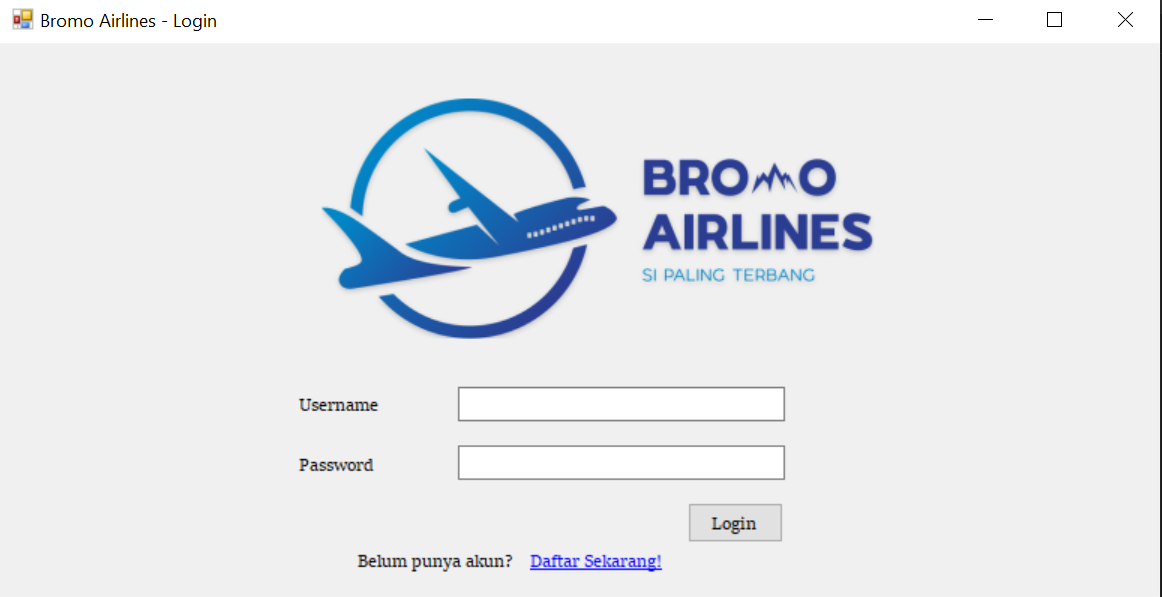 Bromo Airlines - Login
BROMO
AIRLINES
SI PALING TERBANG
Username
Password
Login
Belum punya akun? Daftar Sekarang!